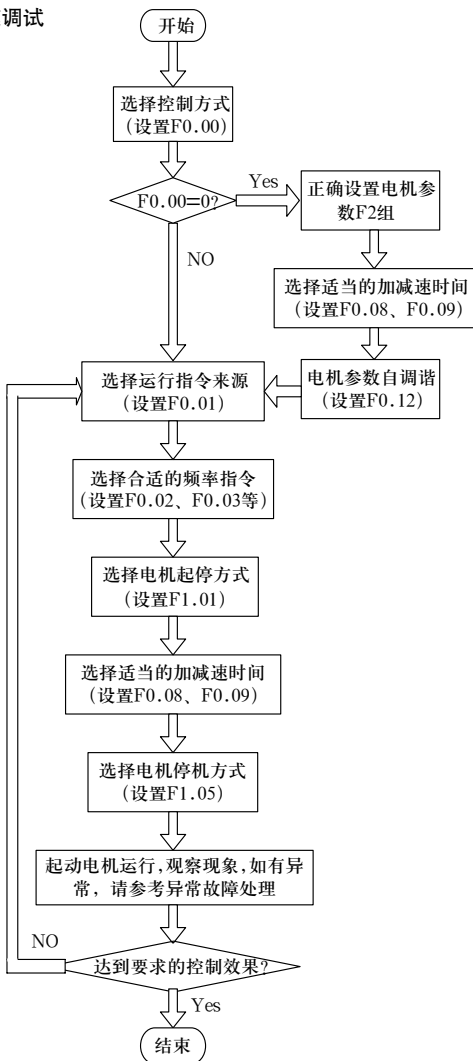 调试
开始
选择控制方式
(设置F0.00)
F0.00=0?
Yes
正确设置电机参
数F2组
NO
选择适当的加减速时间
(设置F0.08、F0.09)
电机参数自调谐
(设置F0.12)
选择运行指令来源
(设置F0.01)
选择合适的频率指令
(设置F0.02、F0.03等)
选择电机起停方式
(设置F1.01)
选择适当的加减速时间
(设置F0.08、F0.09)
选择电机停机方式
(设置F1.05)
起动电机运行,观察现象,如有异
常，请参考异常故障处理
NO
达到要求的控制效果?
Yes
结束